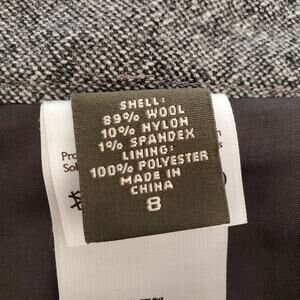 SHELL:
89% WOOL
10% NYLON
1% SPANDEX
LINING:
100% POLYESTER
MADE IN
CHINA
8